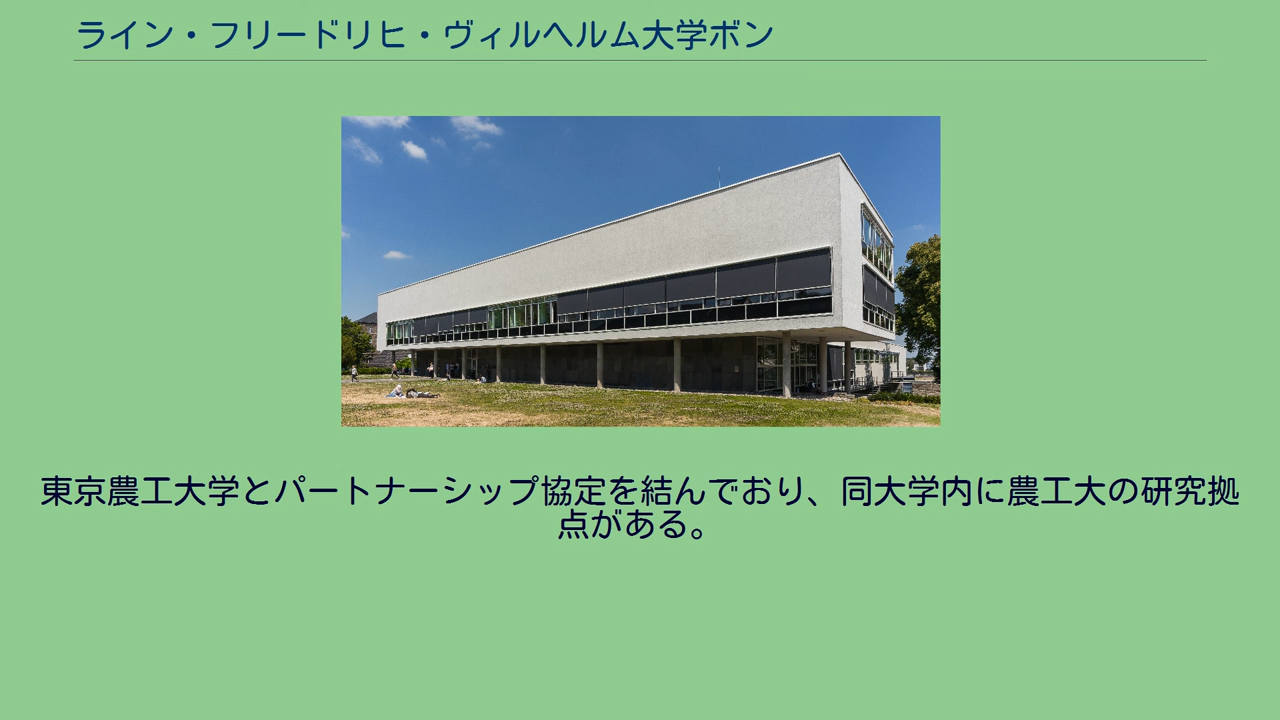 ライン・フリードリヒ・ヴィルヘルム大学ボン
東京農工大学とパートナーシップ協定を結んでおり、同大学内に農工大の研究拠
点がある。